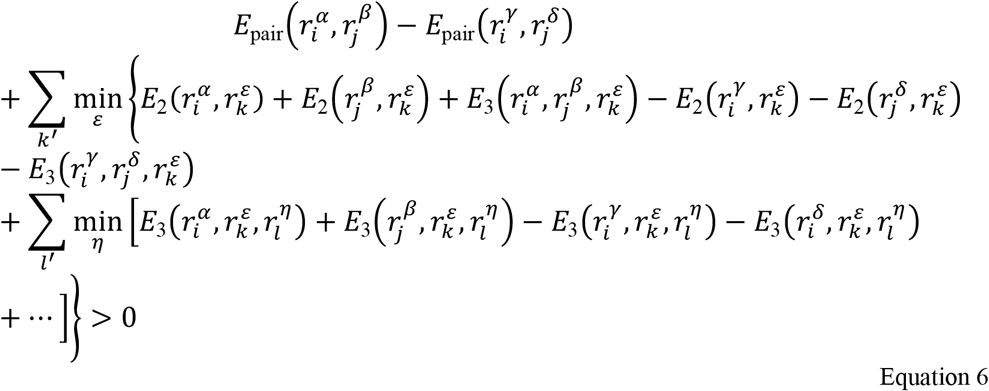 E_pair(r_i^α, r_j^β) − E_pair(r_i^γ, r_j^δ)
+ ∑_{k′} min_ε {E_2(r_i^α, r_k^ε) + E_2(r_j^β, r_k^ε) + E_3(r_i^α, r_j^β, r_k^ε) − E_2(r_i^γ, r_k^ε) − E_2(r_j^δ, r_k^ε)
− E_3(r_i^γ, r_j^δ, r_k^ε)
+ ∑_{l′} min_η [E_3(r_i^α, r_k^ε, r_l^η) + E_3(r_j^β, r_k^ε, r_l^η) − E_3(r_i^γ, r_k^ε, r_l^η) − E_3(r_i^δ, r_k^ε, r_l^η)
+ ⋯ ]} > 0
Equation 6